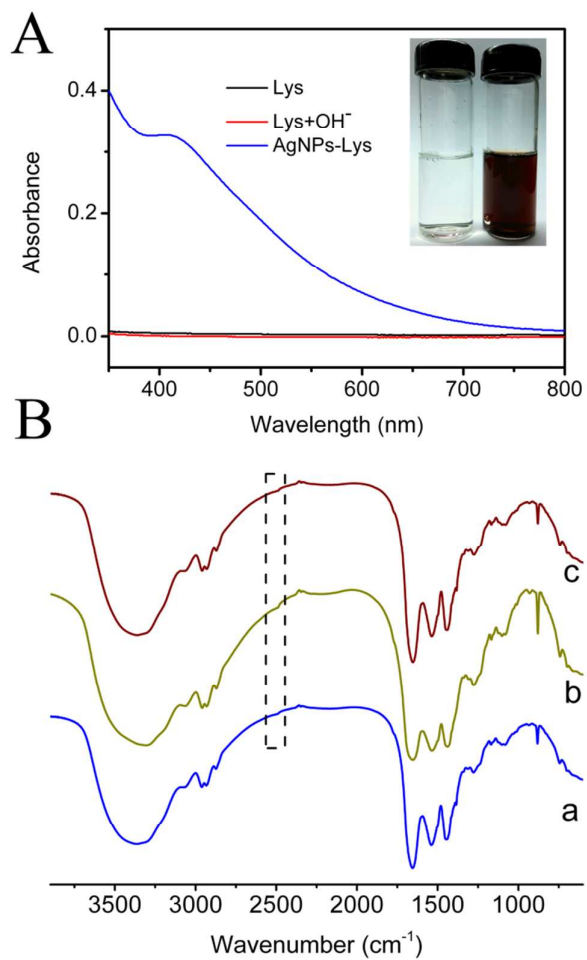 A
Absorbance
0.4
0.2
0.0
Lys
Lys+OH⁻
AgNPs-Lys
400 500 600 700 800
Wavelength (nm)
B
c
b
a
3500 3000 2500 2000 1500 1000
Wavenumber (cm⁻¹)